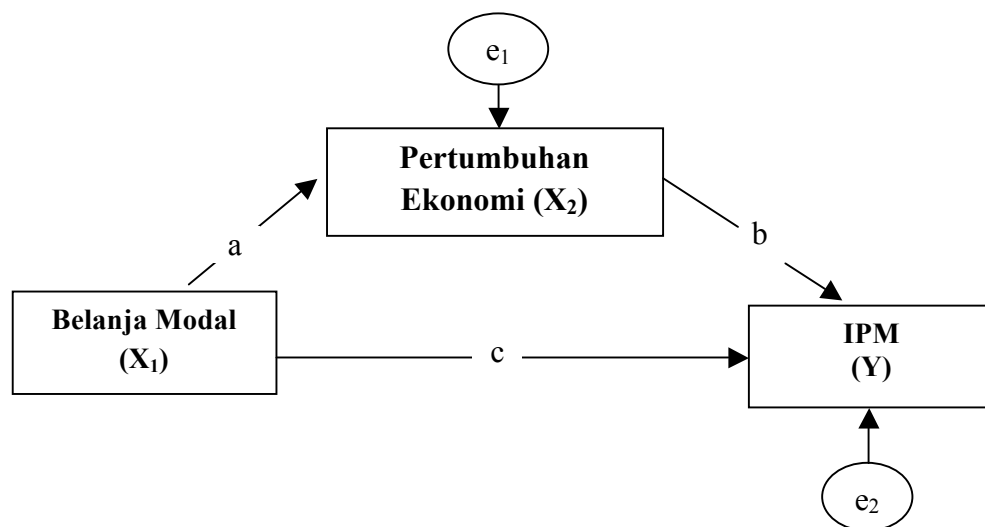 e₁
Pertumbuhan
Ekonomi (X₂)
a
b
Belanja Modal
(X₁)
c
IPM
(Y)
e₂